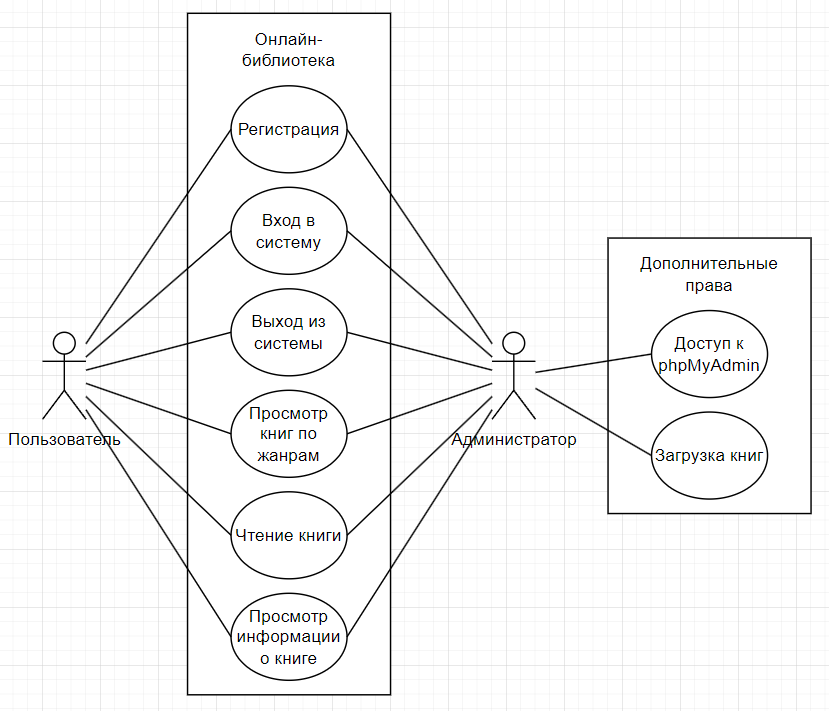 Онлайн-
библиотека
Регистрация
Вход в
систему
Выход из
системы
Просмотр
книг по
жанрам
Чтение книги
Просмотр
информации
о книге
Пользователь
Администратор
Дополнительные
права
Доступ к
phpMyAdmin
Загрузка книг